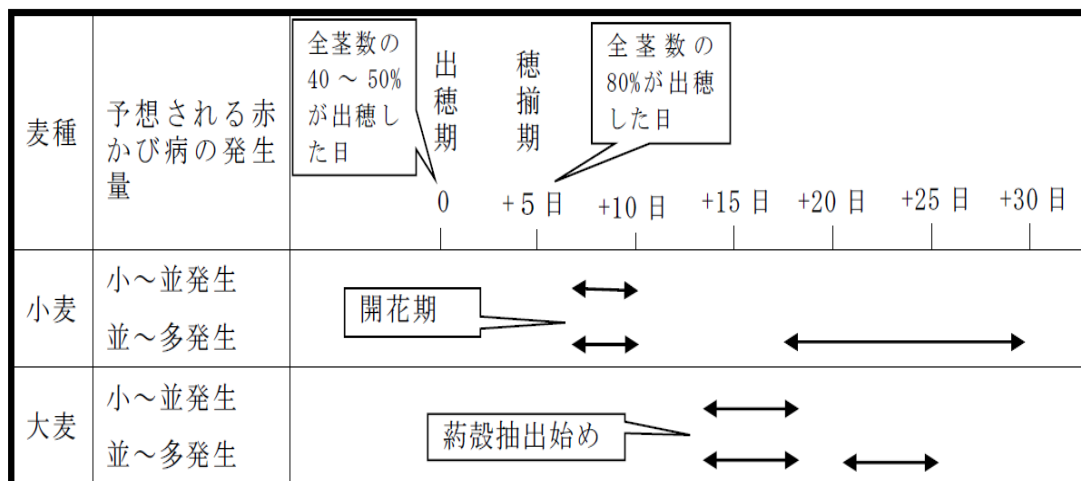 麦種
予想される赤
かび病の発生
量
全茎数の
40～50%
が出穂し
た日
出穂期
穂揃期
全茎数の
80%が出穂
した日
0
+5日
+10日
+15日
+20日
+25日
+30日
小麦
小～並発生
並～多発生
開花期
大麦
小～並発生
並～多発生
葯殻抽出始め